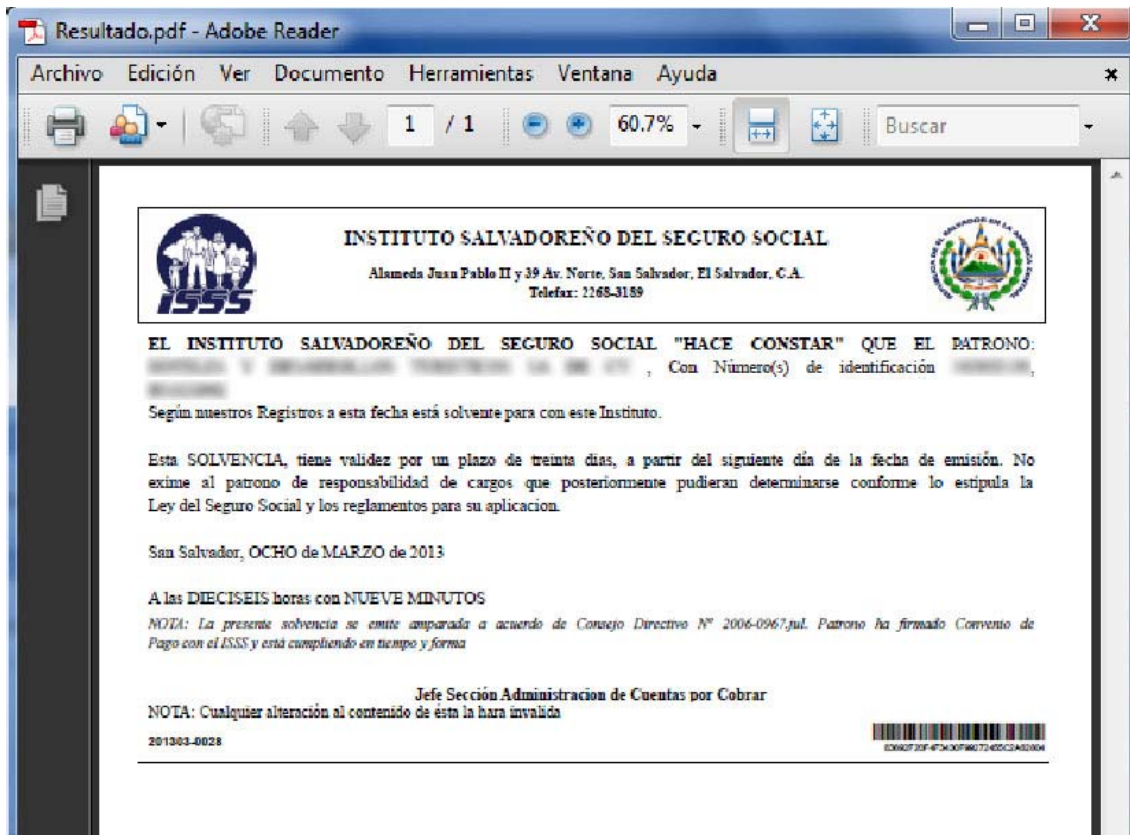 Resultado.pdf - Adobe Reader
Archivo Edición Ver Documento Herramientas Ventana Ayuda
1 / 1 60.7% Buscar
INSTITUTO SALVADOREÑO DEL SEGURO SOCIAL
Alameda Juan Pablo II y 39 Av. Norte, San Salvador, El Salvador, C.A.
Telefax: 2268-3189
ISSS
EL INSTITUTO SALVADOREÑO DEL SEGURO SOCIAL "HACE CONSTAR" QUE EL PATRONO:
, Con Número(s) de identificación ,
Según nuestros Registros a esta fecha está solvente para con este Instituto.
Esta SOLVENCIA, tiene validez por un plazo de treinta dias, a partir del siguiente día de la fecha de emisión. No
exime al patrono de responsabilidad de cargos que posteriormente pudieran determinarse conforme lo estipula la
Ley del Seguro Social y los reglamentos para su aplicacion.
San Salvador, OCHO de MARZO de 2013
A las DIECISEIS horas con NUEVE MINUTOS
NOTA: La presente solvencia se emite amparada a acuerdo de Consejo Directivo Nº 2006-0967.jul. Patrono ha firmado Convenio de
Pago con el ISSS y está cumpliendo en tiempo y forma
Jefe Sección Administracion de Cuentas por Cobrar
NOTA: Cualquier alteración al contenido de ésta la hara invalida
201303-0028